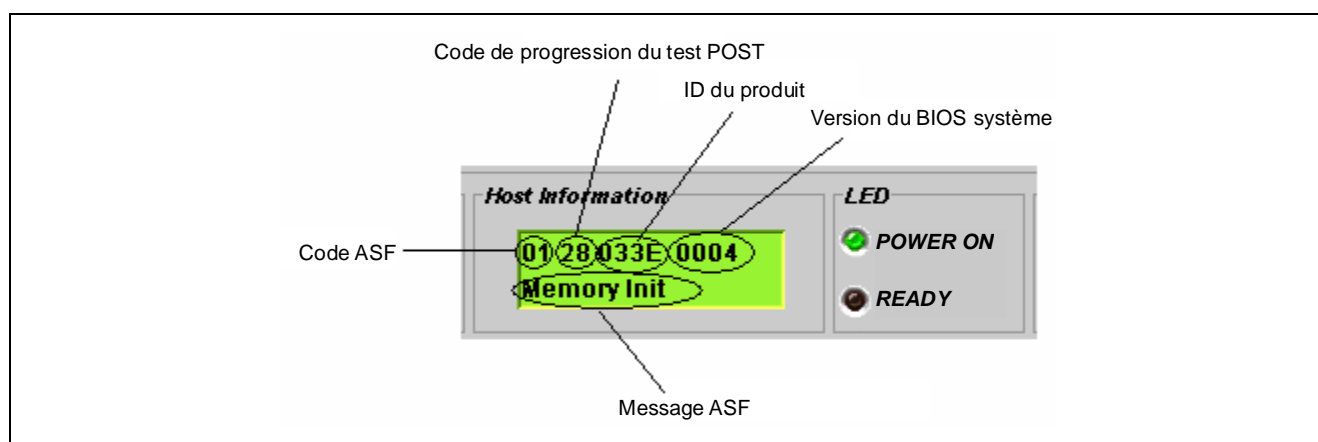 Code de progression du test POST
ID du produit
Version du BIOS système
Host Information
LED
Code ASF
01 28 033E 0004
POWER ON
Memory Init
READY
Message ASF